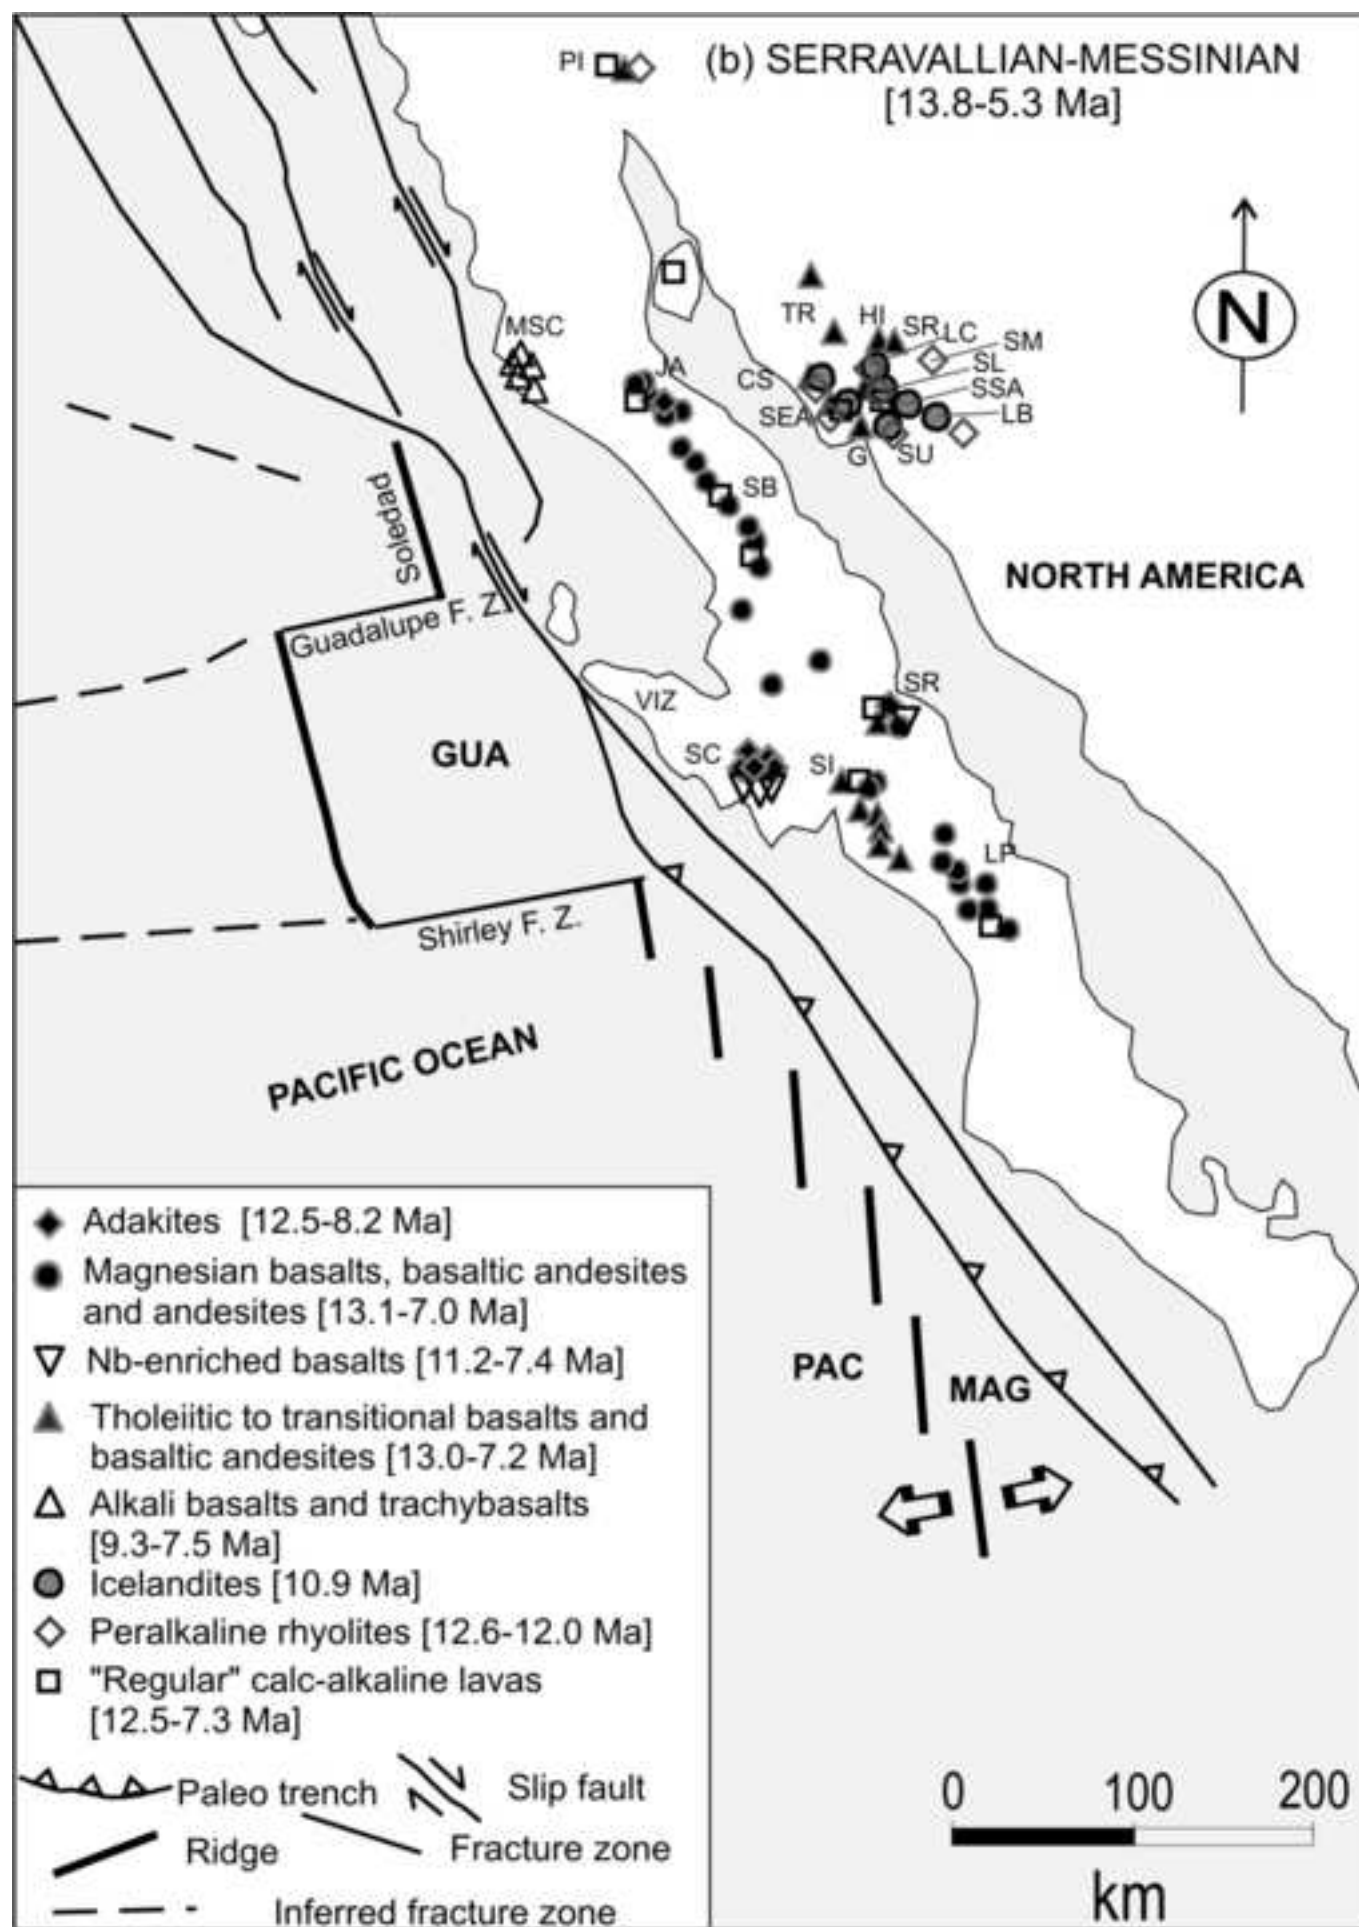 PI
(b) SERRAVALLIAN-MESSINIAN
[13.8-5.3 Ma]
N
TR
HI
SR
LC
SM
MSC
JA
CS
SL
SSA
SEA
LB
G
SU
SB
Soledad
NORTH AMERICA
Guadalupe F. Z.
VIZ
SR
GUA
SC
SI
LP
Shirley F. Z.
PACIFIC OCEAN
PAC
MAG
Adakites [12.5-8.2 Ma]
Magnesian basalts, basaltic andesites
and andesites [13.1-7.0 Ma]
Nb-enriched basalts [11.2-7.4 Ma]
Tholeiitic to transitional basalts and
basaltic andesites [13.0-7.2 Ma]
Alkali basalts and trachybasalts
[9.3-7.5 Ma]
Icelandites [10.9 Ma]
Peralkaline rhyolites [12.6-12.0 Ma]
"Regular" calc-alkaline lavas
[12.5-7.3 Ma]
Paleo trench
Slip fault
Ridge
Fracture zone
Inferred fracture zone
0 100 200
km